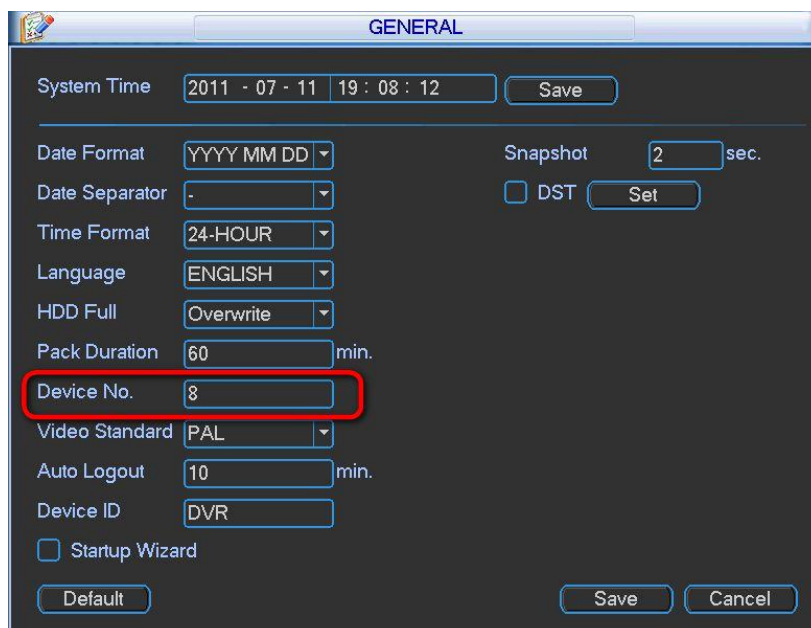 GENERAL
System Time 2011 - 07 - 11 19 : 08 : 12 Save
Date Format YYYY MM DD Snapshot 2 sec.
Date Separator - DST Set
Time Format 24-HOUR
Language ENGLISH
HDD Full Overwrite
Pack Duration 60 min.
Device No. 8
Video Standard PAL
Auto Logout 10 min.
Device ID DVR
Startup Wizard
Default Save Cancel